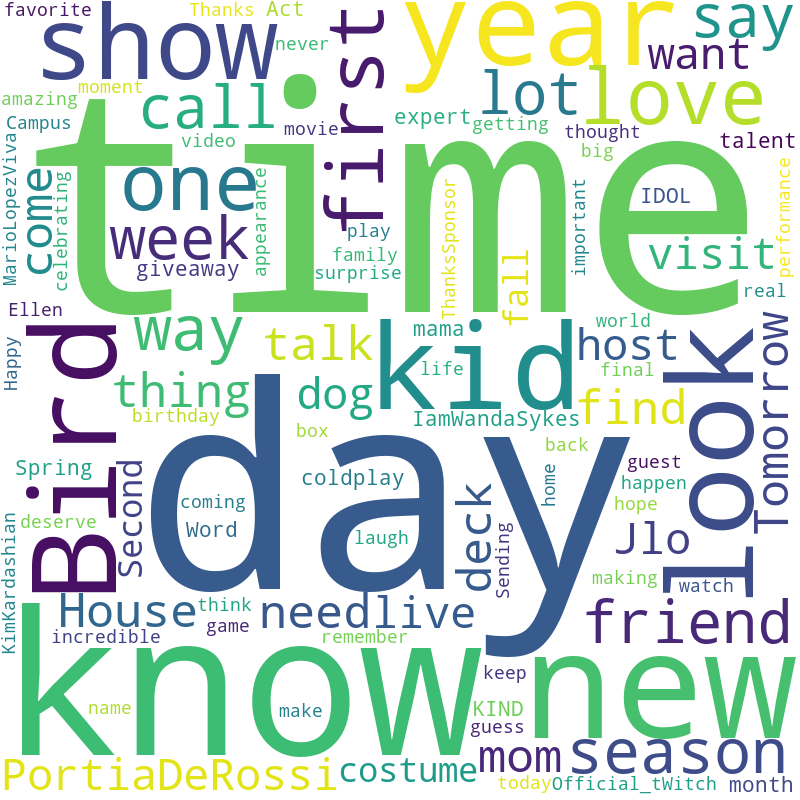 favorite Thanks Act year say
show never first want
moment call lot love
amazing
Campus video movie expert getting thought talent
time big
MarioLopezViva come celebrating one appearance play ThanksSponsor important IDOL performance
week family visit
giveaway surprise fall real
Ellen way mama world host
Happy Bird talk kid life final look Tomorrow
thing dog IamWandaSykes find
birthday box back
Spring Second day coldplay deck home guest
coming happen
deserve Word laugh Sending hope Jlo
KimKardashian making watch
House think needlive friend
incredible game remember
know keep new
name make KIND
guess
PortiaDeRossi costume mom season
today Official_tWitch month